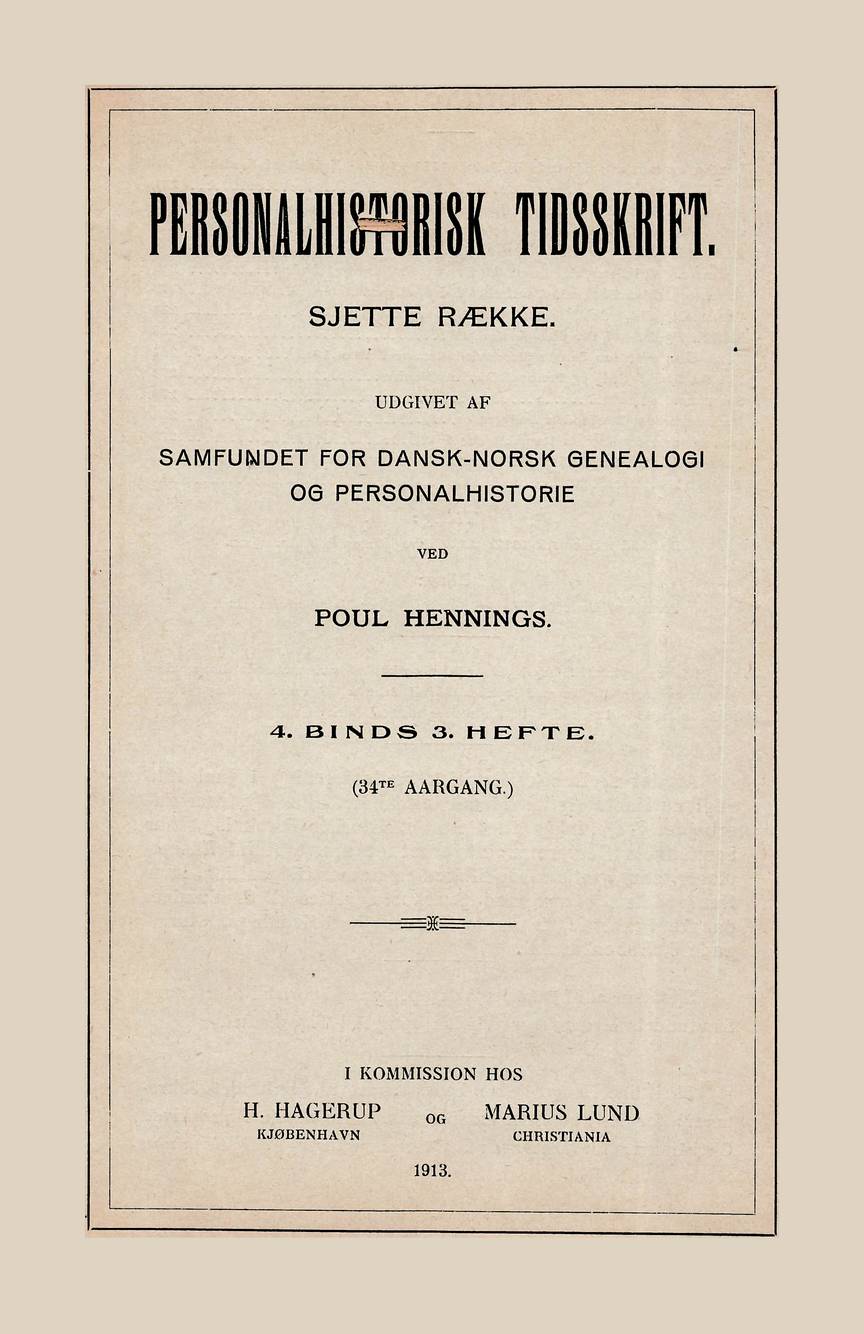 PERSONALHISTORISK TIDSSKRIFT.
SJETTE RÆKKE.
UDGIVET AF
SAMFUNDET FOR DANSK-NORSK GENEALOGI
OG PERSONALHISTORIE
VED
POUL HENNINGS.
4. BINDS 3. HEFTE.
(34TE AARGANG.)
I KOMMISSION HOS
H. HAGERUP OG MARIUS LUND
KJØBENHAVN CHRISTIANIA
1913.